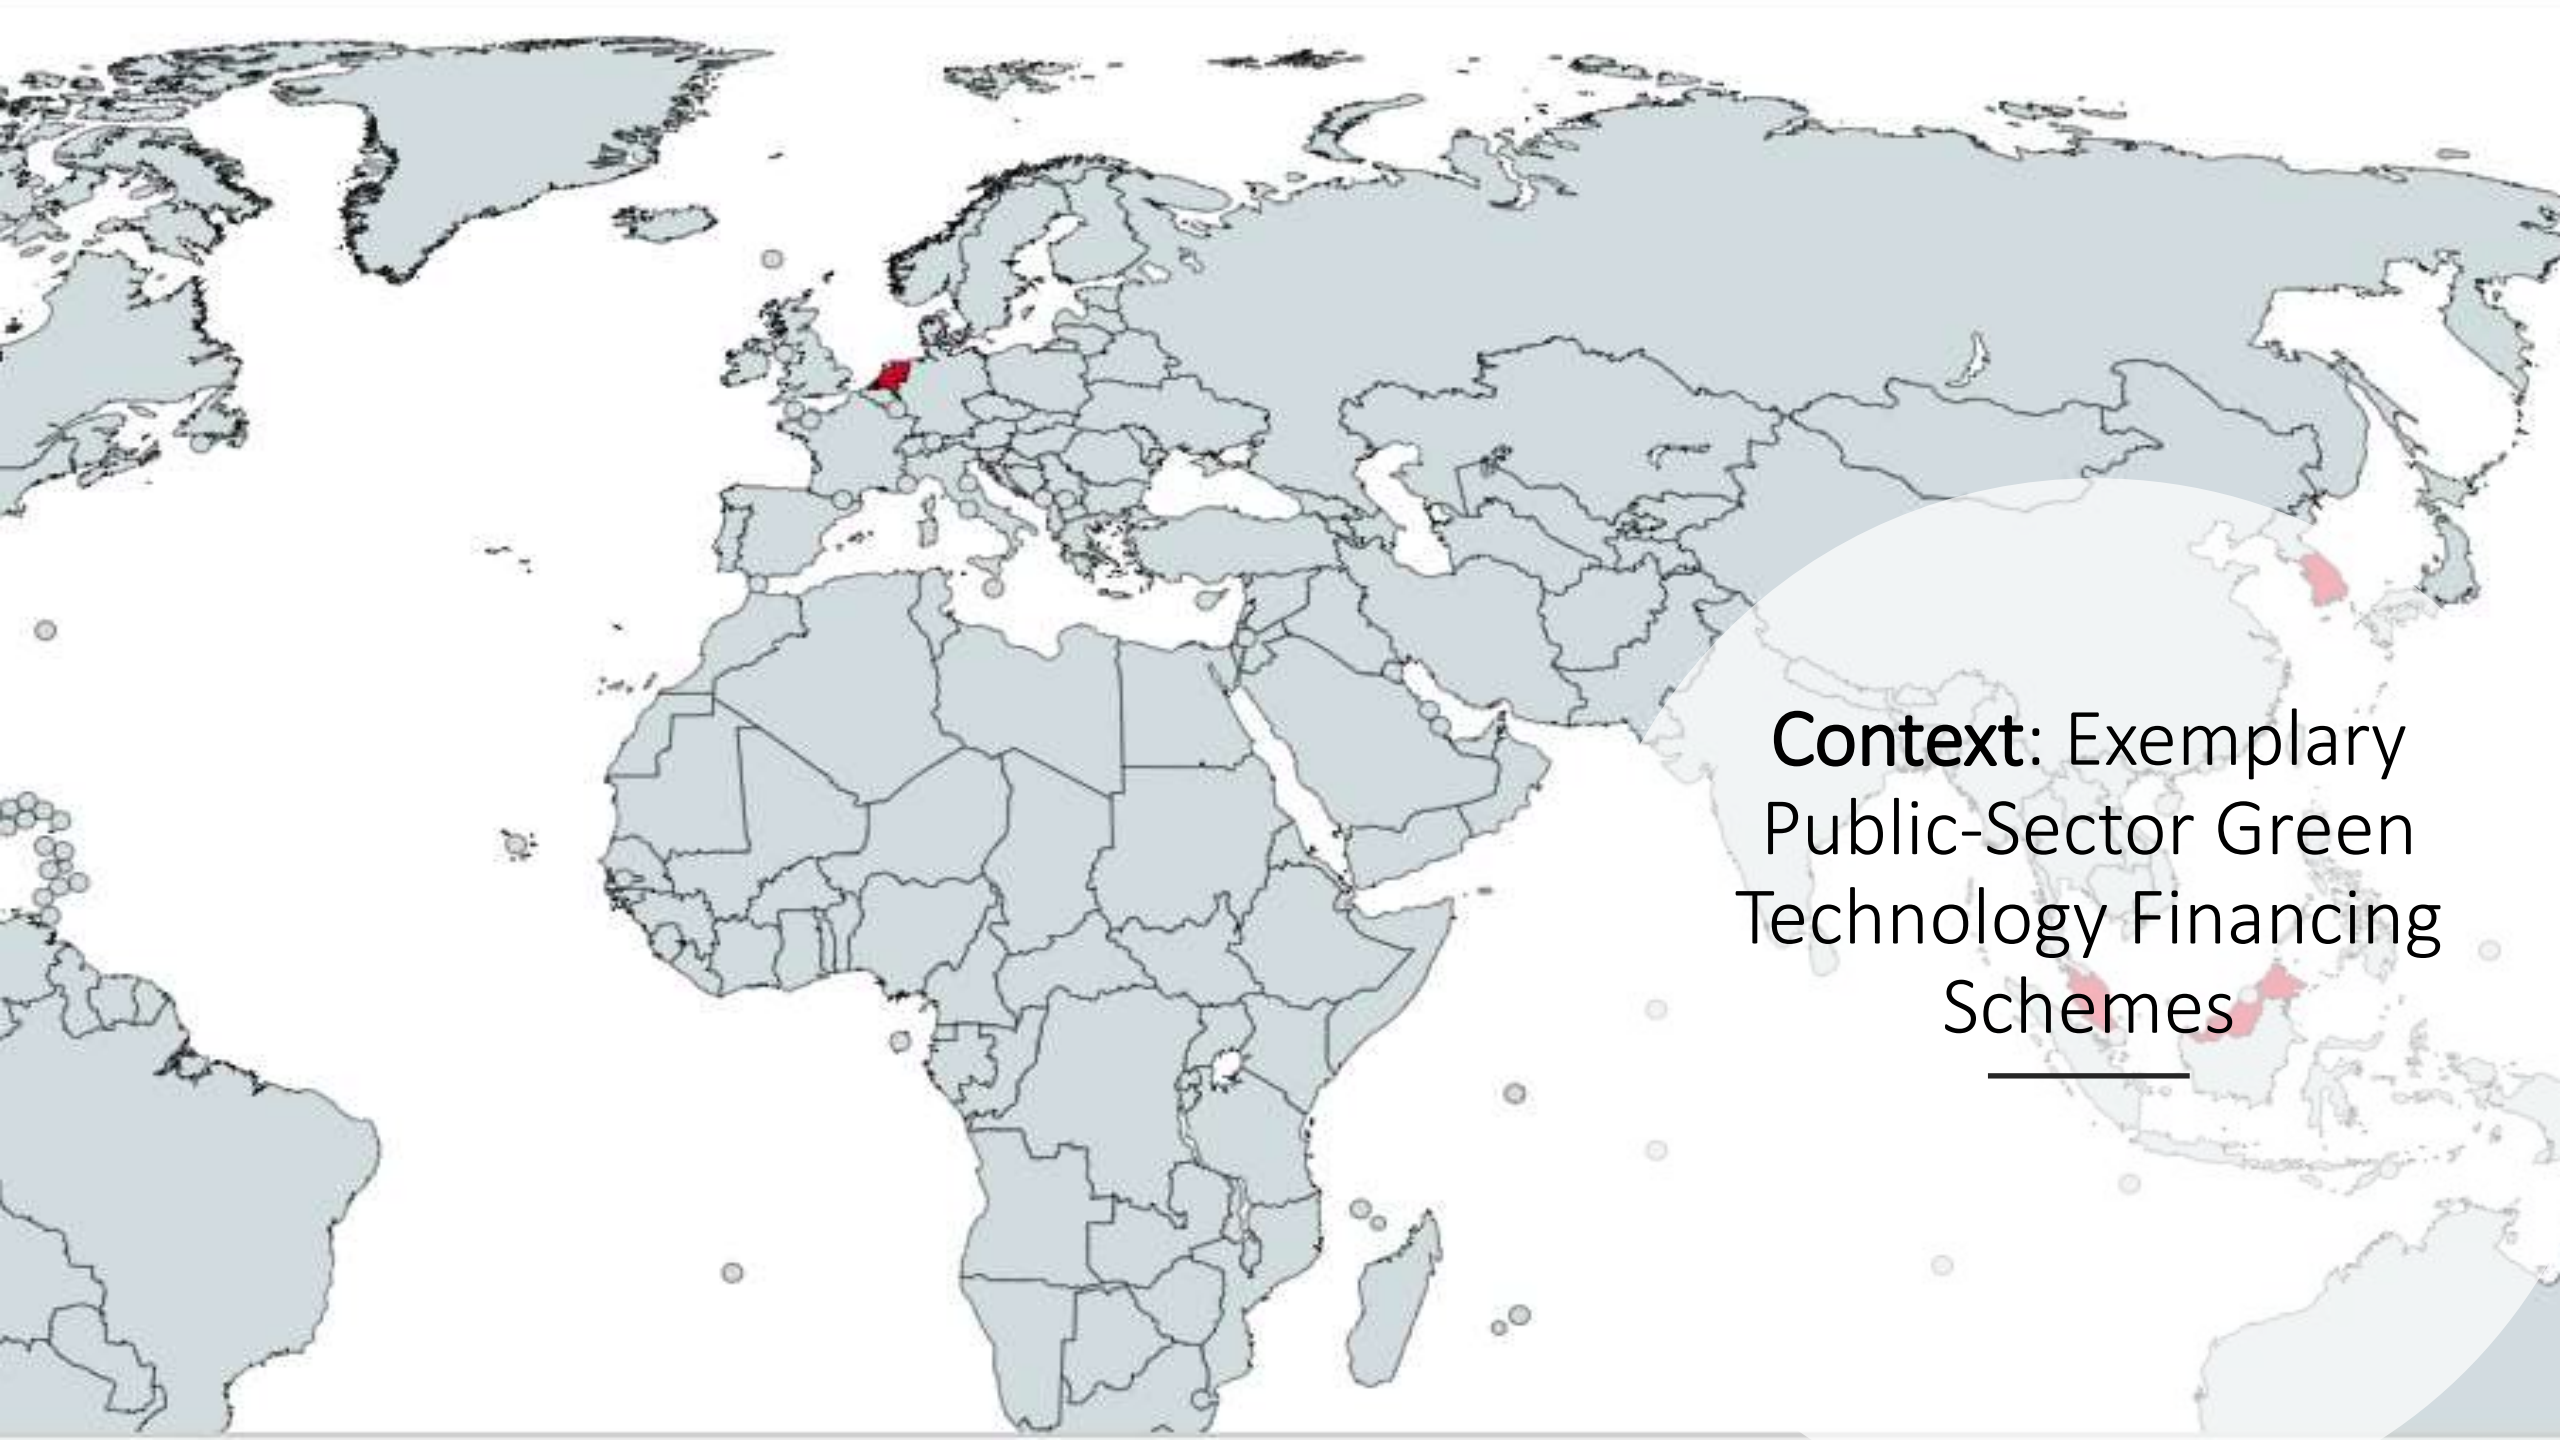 Context: Exemplary
Public-Sector Green
Technology Financing
Schemes